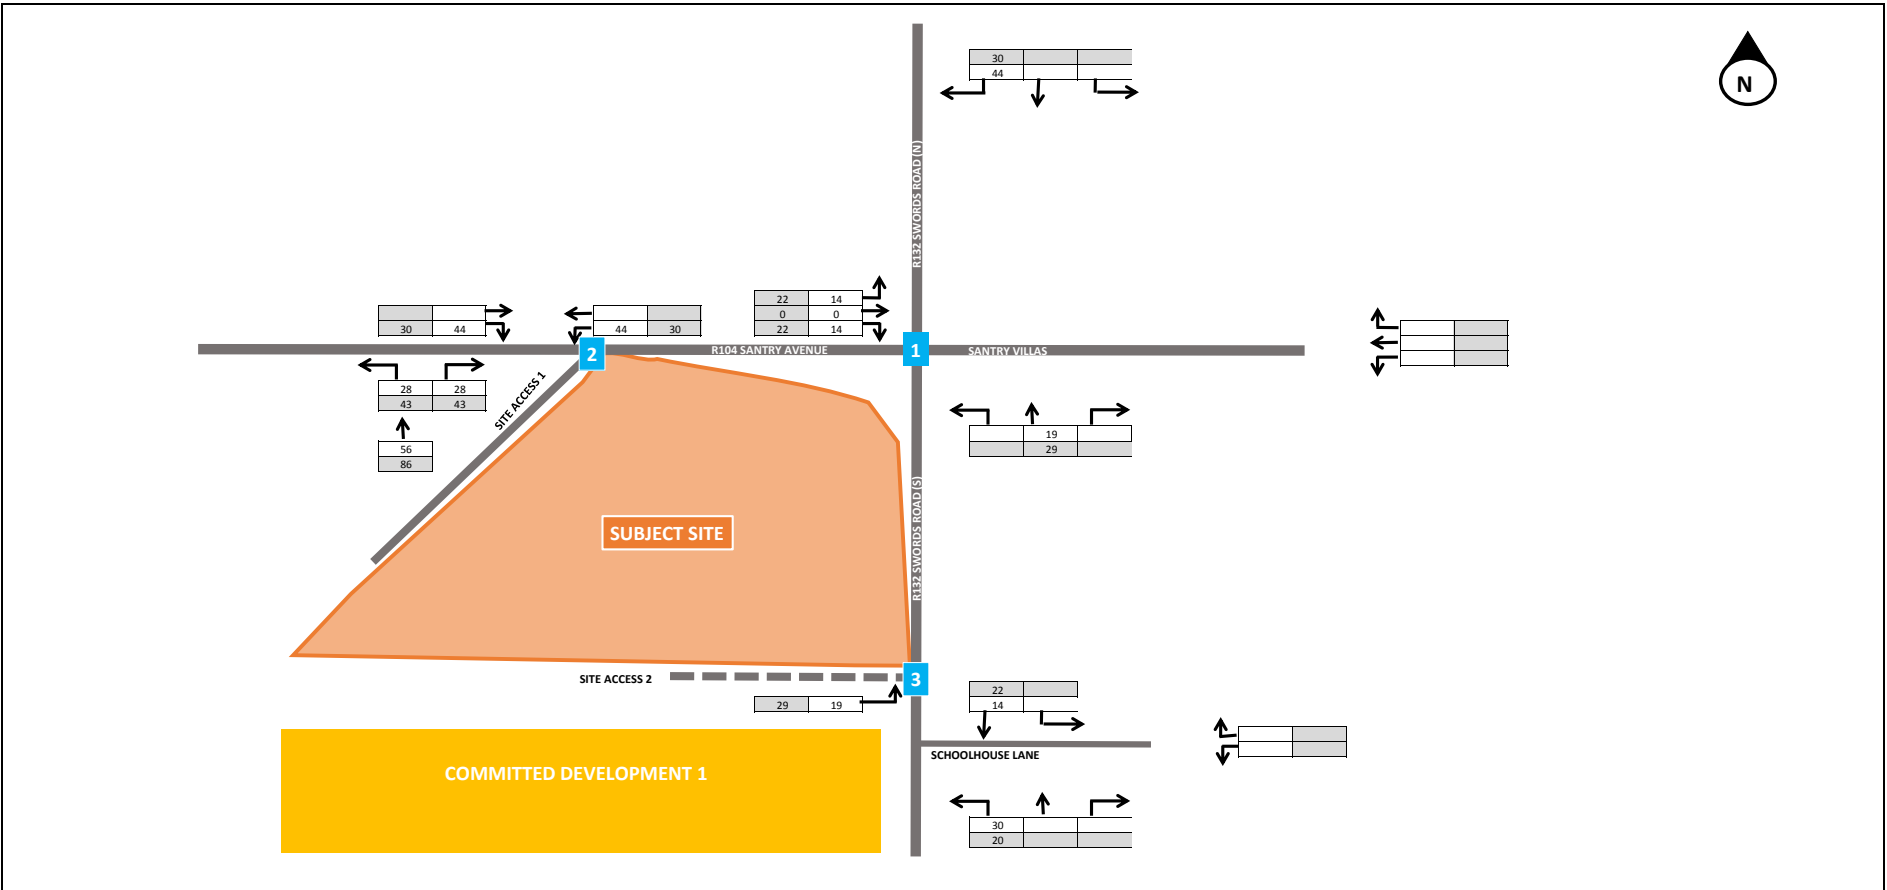 30
44
N
R132 SWORDS ROAD (N)
22 14
0 0
22 14
30 44
44 30
2
R104 SANTRY AVENUE
1
SANTRY VILLAS
28 28
43 43
56
86
SITE ACCESS 1
19
29
SUBJECT SITE
R132 SWORDS ROAD (S)
SITE ACCESS 2
3
29 19
22
14
SCHOOLHOUSE LANE
COMMITTED DEVELOPMENT 1
30
20